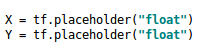 X = tf.placeholder("float")
Y = tf.placeholder("float")